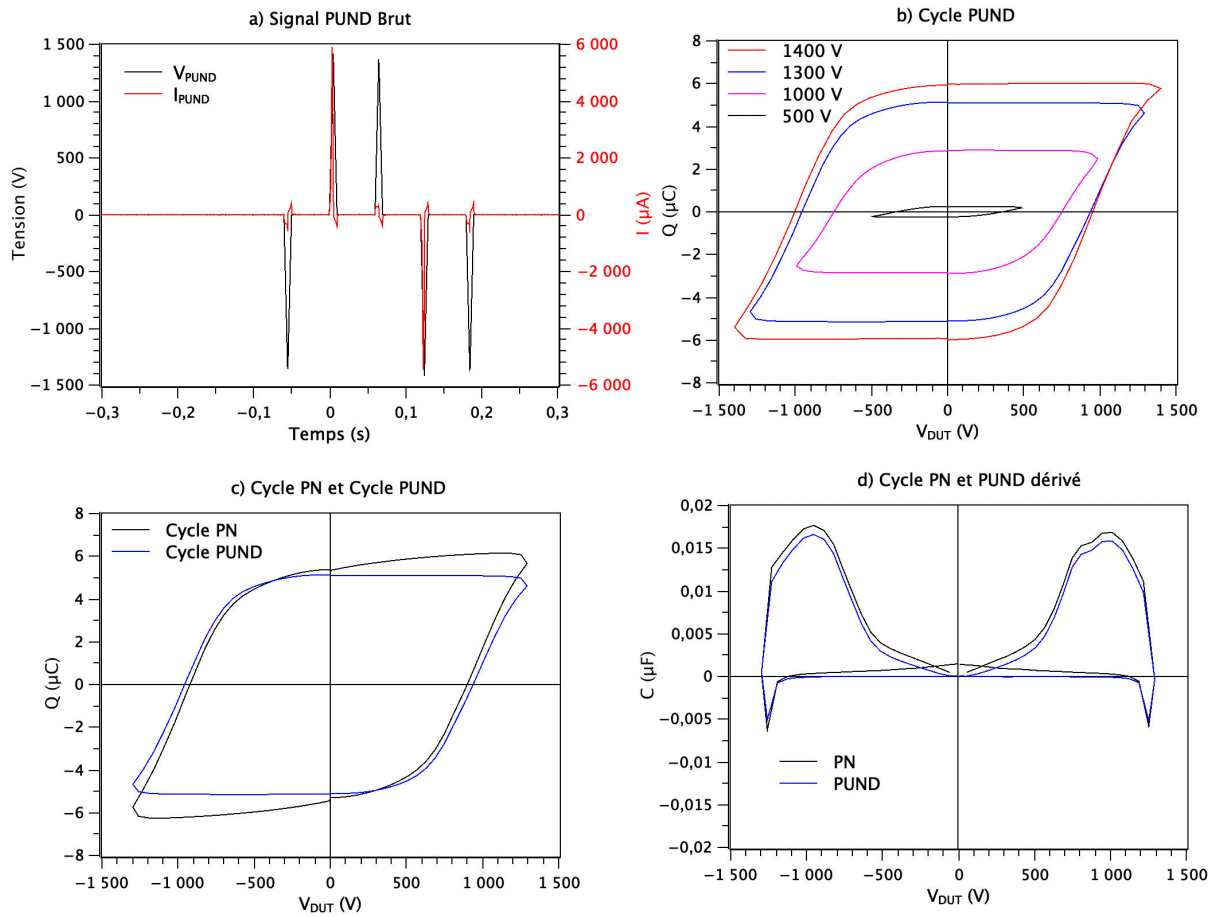 a) Signal PUND Brut
1 500
1 000
500
0
−500
−1 000
−1 500
Tension (V)
V_PUND
I_PUND
6 000
4 000
2 000
0
−2 000
−4 000
−6 000
I (µA)
−0,3 −0,2 −0,1 0 0,1 0,2 0,3
Temps (s)
b) Cycle PUND
8
6
4
2
0
−2
−4
−6
−8
Q (µC)
1400 V
1300 V
1000 V
500 V
−1 500 −1 000 −500 0 500 1 000 1 500
V_DUT (V)
c) Cycle PN et Cycle PUND
8
6
4
2
0
−2
−4
−6
−8
Q (µC)
Cycle PN
Cycle PUND
−1 500 −1 000 −500 0 500 1 000 1 500
V_DUT (V)
d) Cycle PN et PUND dérivé
0,02
0,015
0,01
0,005
0
−0,005
−0,01
−0,015
−0,02
C (µF)
PN
PUND
−1 500 −1 000 −500 0 500 1 000 1 500
V_DUT (V)